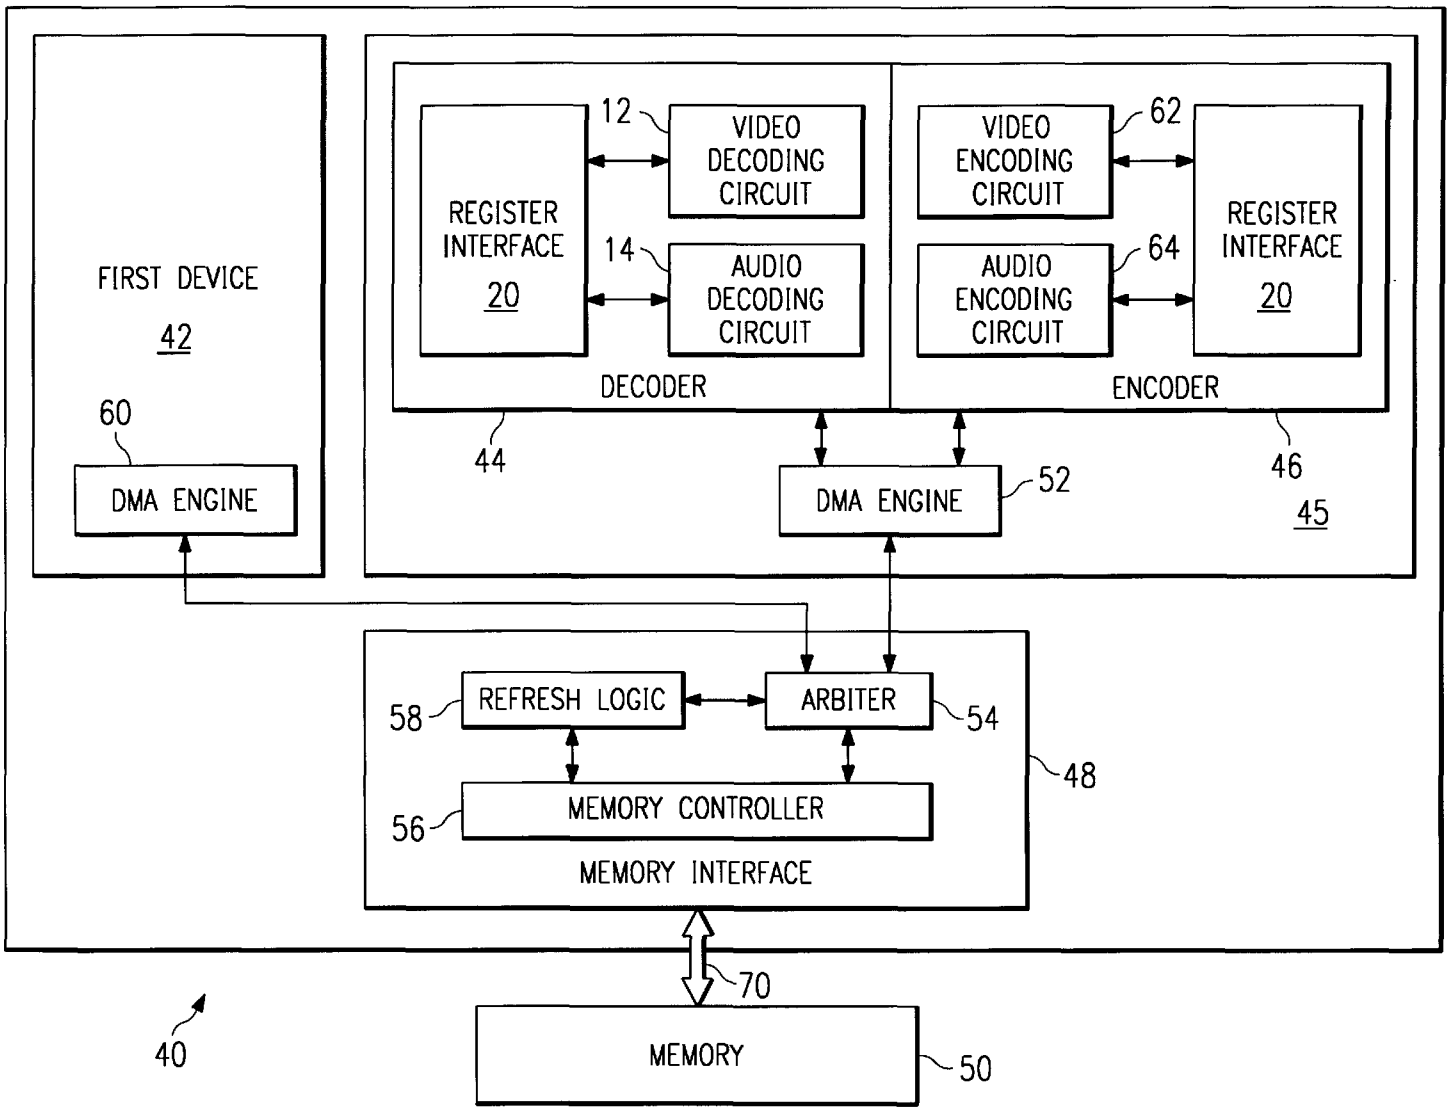 FIRST DEVICE
42
60
DMA ENGINE
REGISTER
INTERFACE
20
12
VIDEO
DECODING
CIRCUIT
14
AUDIO
DECODING
CIRCUIT
DECODER
44
VIDEO
ENCODING
CIRCUIT
62
AUDIO
ENCODING
CIRCUIT
64
REGISTER
INTERFACE
20
ENCODER
46
DMA ENGINE
52
45
REFRESH LOGIC
58
ARBITER
54
MEMORY CONTROLLER
56
MEMORY INTERFACE
48
70
40
MEMORY
50